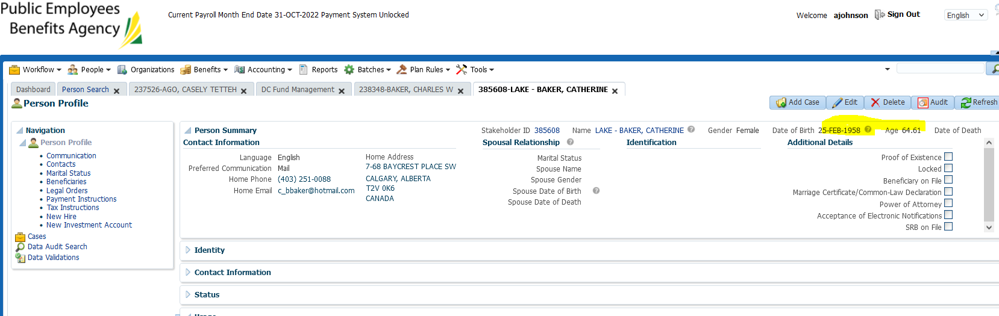 Public Employees
Benefits Agency
Current Payroll Month End Date 31-OCT-2022 Payment System Unlocked
Welcome ajohnson Sign Out English
Workflow People Organizations Benefits Accounting Reports Batches Plan Rules Tools
Dashboard Person Search 237526-AGO, CASELY TETTEH DC Fund Management 238348-BAKER, CHARLES W 385608-LAKE - BAKER, CATHERINE
Person Profile
Add Case Edit Delete Audit Refresh
Navigation
Person Profile
Communication
Contacts
Marital Status
Beneficiaries
Legal Orders
Payment Instructions
Tax Instructions
New Hire
New Investment Account
Cases
Data Audit Search
Data Validations
Person Summary Stakeholder ID 385608 Name LAKE - BAKER, CATHERINE Gender Female Date of Birth 25-FEB-1958 Age 64.61 Date of Death
Contact Information
Language English
Preferred Communication Mail
Home Phone (403) 251-0088
Home Email c_bbaker@hotmail.com
Home Address
7-68 BAYCREST PLACE SW
CALGARY, ALBERTA
T2V 0K6
CANADA
Spousal Relationship
Marital Status
Spouse Name
Spouse Gender
Spouse Date of Birth
Spouse Date of Death
Identification
Additional Details
Proof of Existence
Locked
Beneficiary on File
Marriage Certificate/Common-Law Declaration
Power of Attorney
Acceptance of Electronic Notifications
SRB on File
Identity
Contact Information
Status